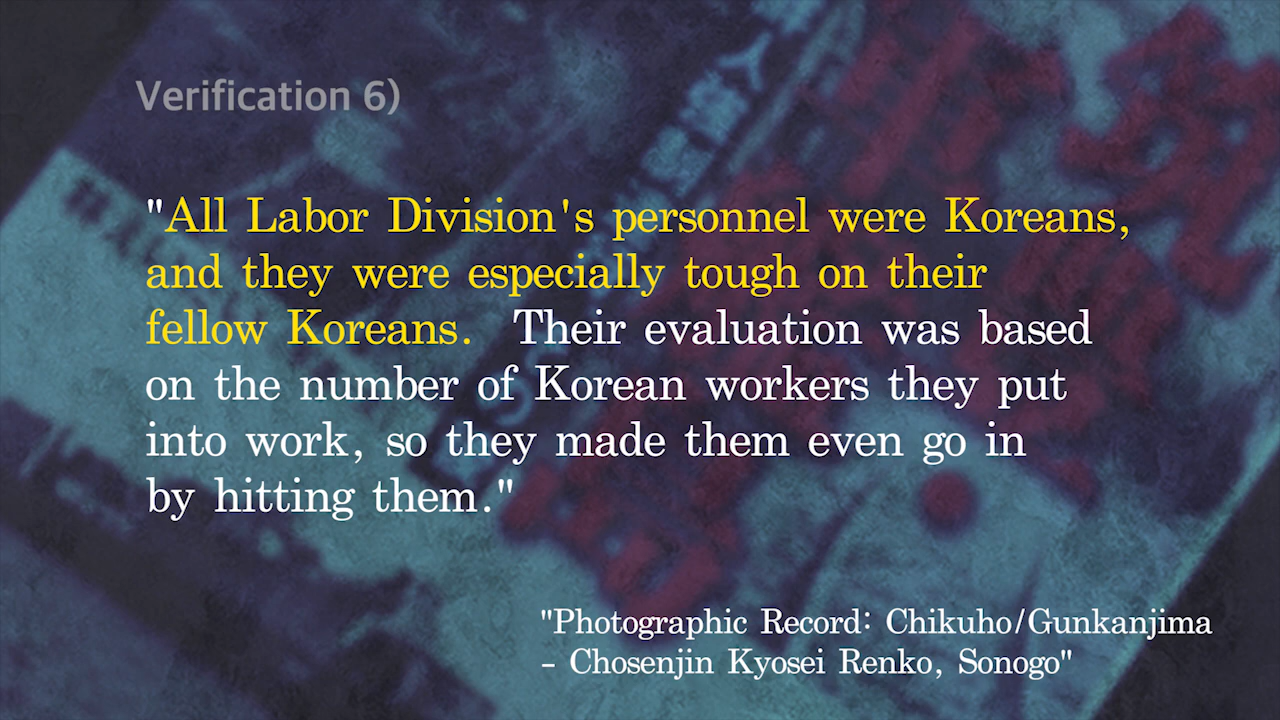 Verification 6)
"All Labor Division's personnel were Koreans,
and they were especially tough on their
fellow Koreans. Their evaluation was based
on the number of Korean workers they put
into work, so they made them even go in
by hitting them."
"Photographic Record: Chikuho/Gunkanjima
- Chosenjin Kyosei Renko, Sonogo"